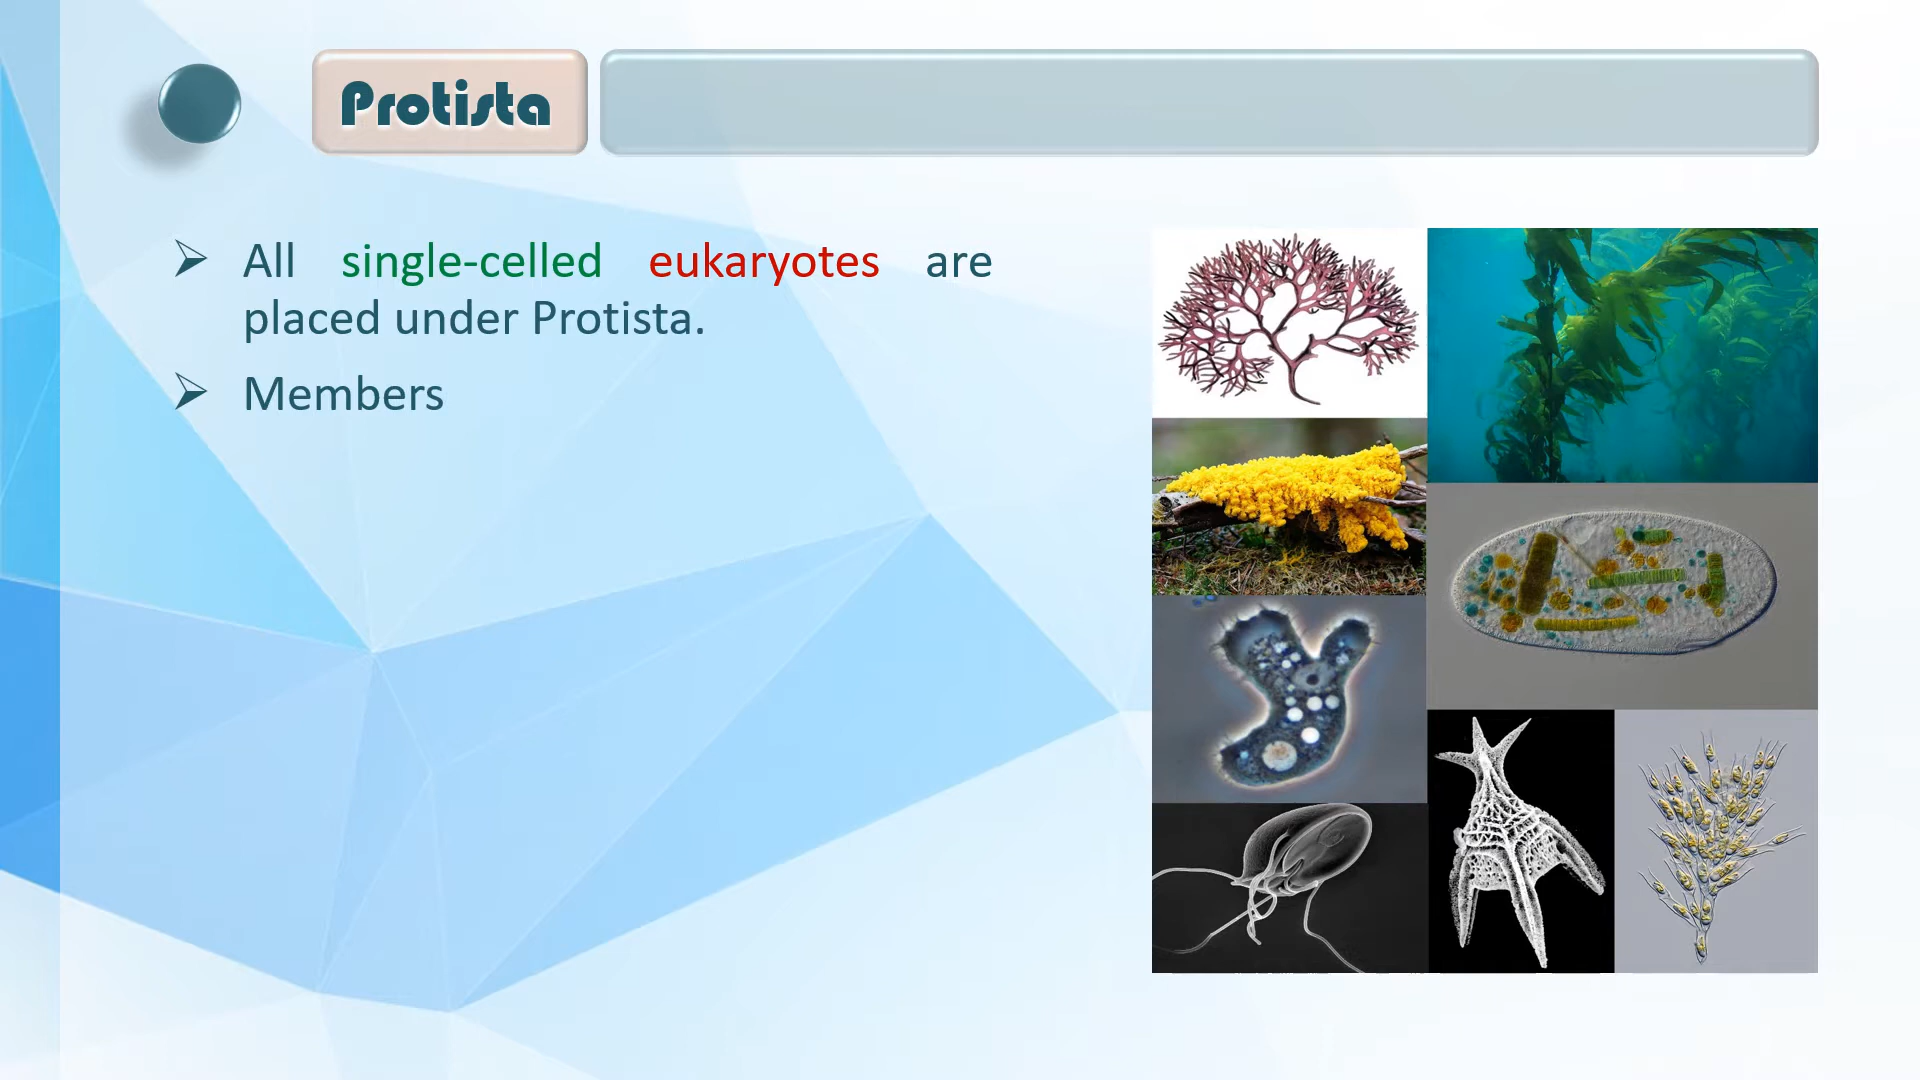 Protista
All single-celled eukaryotes are
placed under Protista.
Members